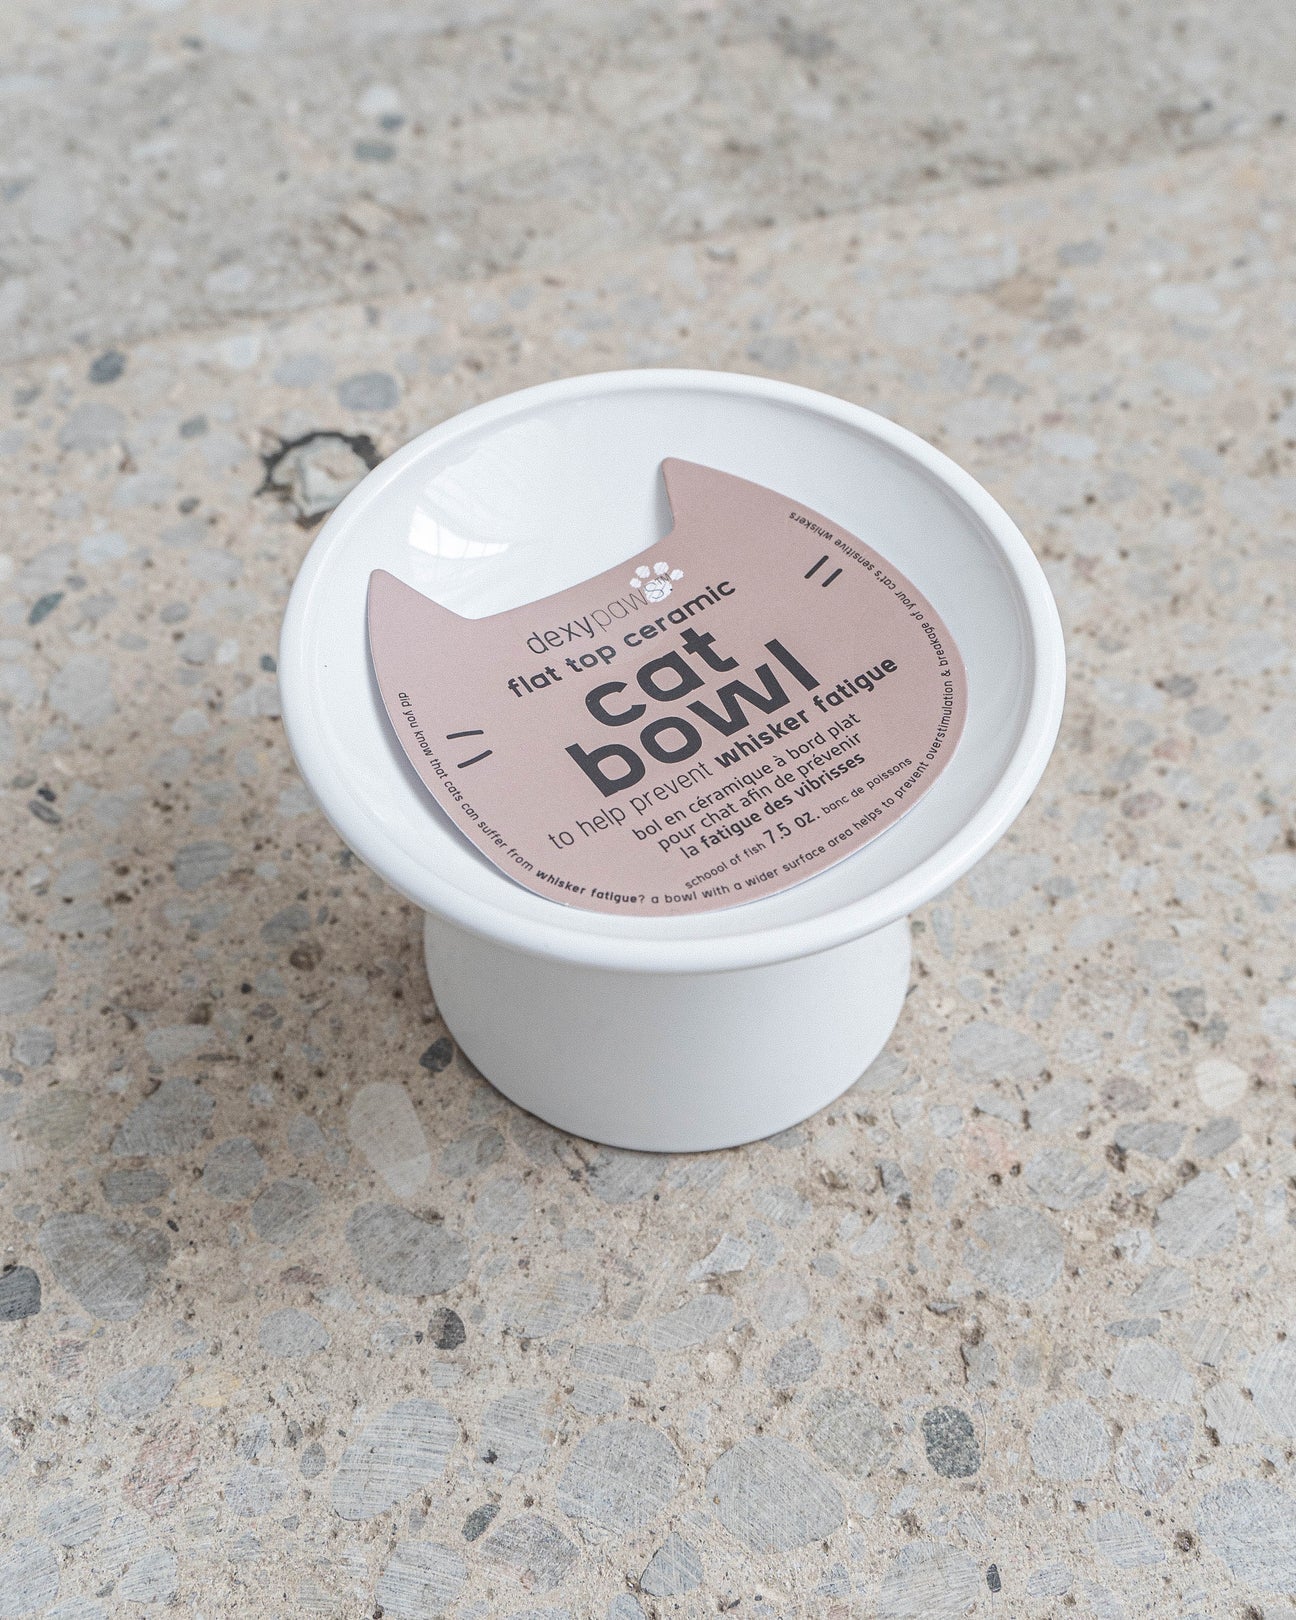 dexypaws™
flat top ceramic
cat
bowl
to help prevent whisker fatigue
bol en céramique à bord plat
pour chat afin de prévenir
la fatigue des vibrisses
schoool of fish 7.5 oz. banc de poissons
did you know that cats can suffer from whisker fatigue? a bowl with a wider surface area helps to prevent overstimulation & breakage of your cat's sensitive whiskers